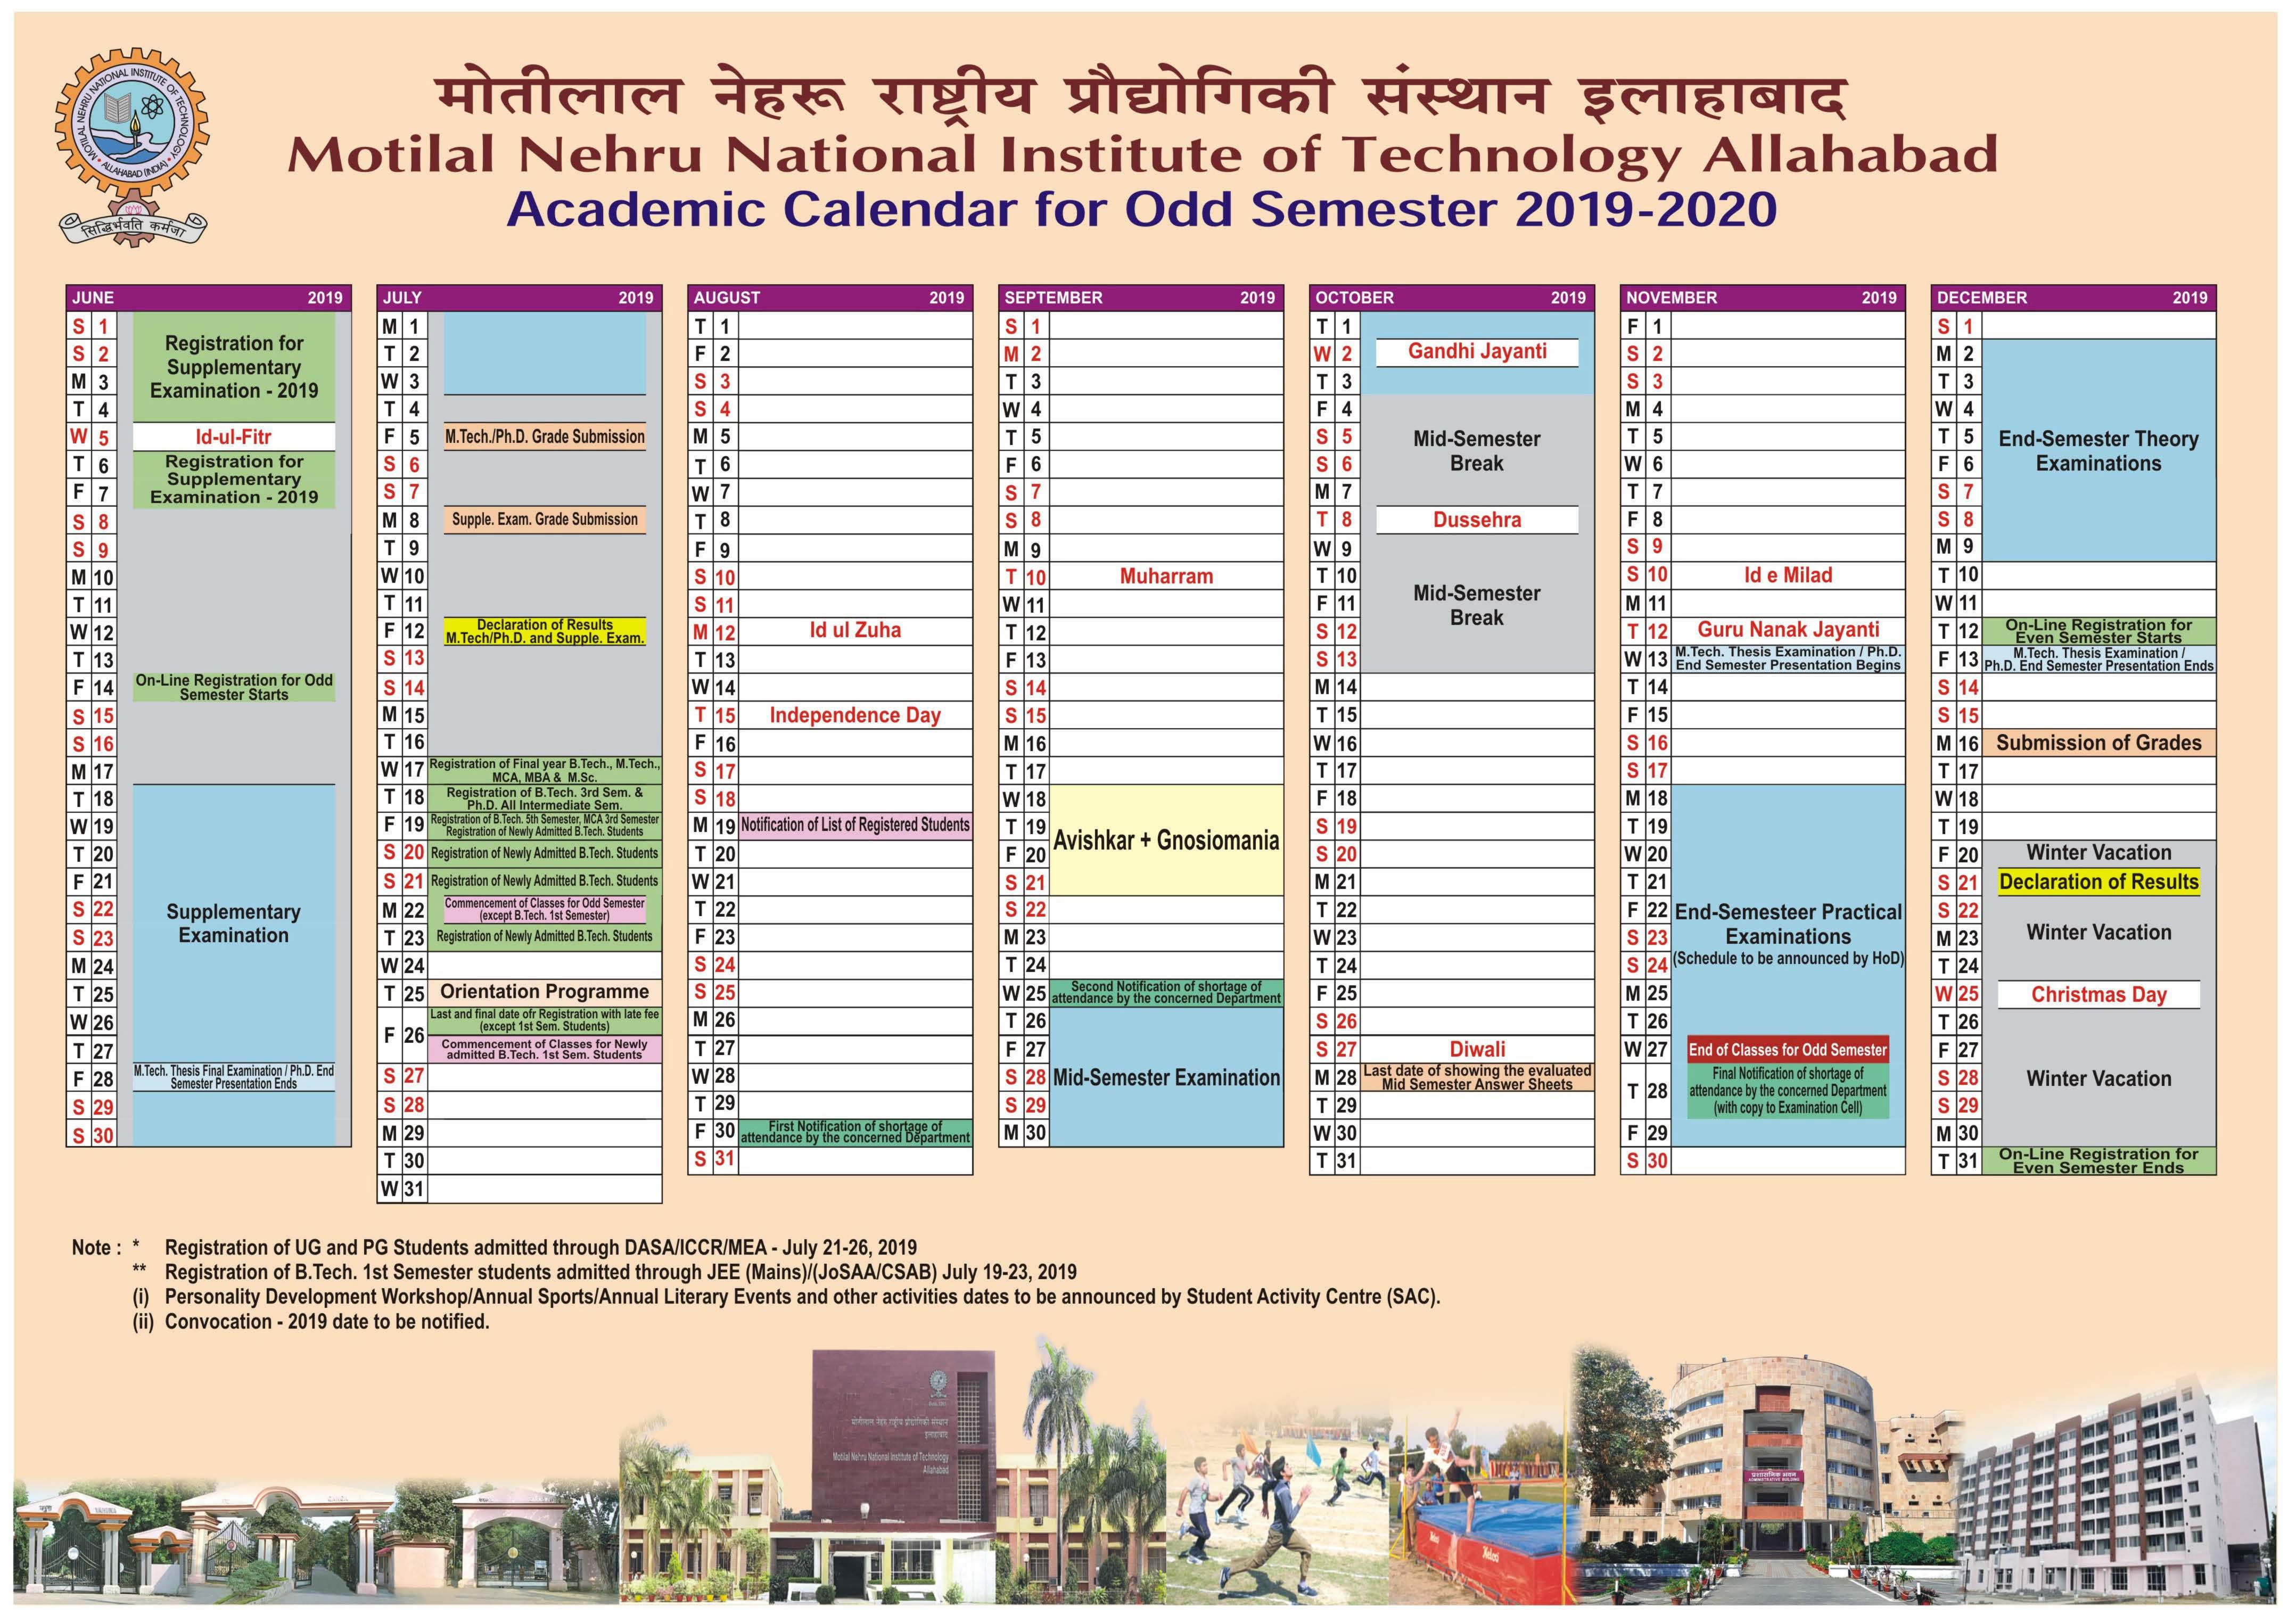 MOTILAL NEHRU NATIONAL INSTITUTE OF TECHNOLOGY
ALLAHABAD (INDIA)
सिद्धिर्भवति कर्मजा
मोतीलाल नेहरू राष्ट्रीय प्रौद्योगिकी संस्थान इलाहाबाद
Motilal Nehru National Institute of Technology Allahabad
Academic Calendar for Odd Semester 2019-2020
JUNE 2019
S 1
S 2
M 3
T 4
Registration for
Supplementary
Examination - 2019
W 5 Id-ul-Fitr
T 6
F 7
Registration for
Supplementary
Examination - 2019
S 8
S 9
M 10
T 11
W 12
T 13
F 14 On-Line Registration for Odd
Semester Starts
S 15
S 16
M 17
T 18
W 19
T 20
F 21
S 22 Supplementary
S 23 Examination
M 24
T 25
W 26
T 27
F 28 M.Tech. Thesis Final Examination / Ph.D. End
Semester Presentation Ends
S 29
S 30
JULY 2019
M 1
T 2
W 3
T 4
F 5 M.Tech./Ph.D. Grade Submission
S 6
S 7
M 8 Supple. Exam. Grade Submission
T 9
W 10
T 11
F 12 Declaration of Results
M.Tech/Ph.D. and Supple. Exam.
S 13
S 14
M 15
T 16
W 17 Registration of Final year B.Tech., M.Tech.,
MCA, MBA & M.Sc.
T 18 Registration of B.Tech. 3rd Sem. &
Ph.D. All Intermediate Sem.
F 19 Registration of B.Tech. 5th Semester, MCA 3rd Semester
Registration of Newly Admitted B.Tech. Students
S 20 Registration of Newly Admitted B.Tech. Students
S 21 Registration of Newly Admitted B.Tech. Students
M 22 Commencement of Classes for Odd Semester
(except B.Tech. 1st Semester)
T 23 Registration of Newly Admitted B.Tech. Students
W 24
T 25 Orientation Programme
F 26 Last and final date ofr Registration with late fee
(except 1st Sem. Students)
Commencement of Classes for Newly
admitted B.Tech. 1st Sem. Students
S 27
S 28
M 29
T 30
W 31
AUGUST 2019
T 1
F 2
S 3
S 4
M 5
T 6
W 7
T 8
F 9
S 10
S 11
M 12 Id ul Zuha
T 13
W 14
T 15 Independence Day
F 16
S 17
S 18
M 19 Notification of List of Registered Students
T 20
W 21
T 22
F 23
S 24
S 25
M 26
T 27
W 28
T 29
F 30 First Notification of shortage of
attendance by the concerned Department
S 31
SEPTEMBER 2019
S 1
M 2
T 3
W 4
T 5
F 6
S 7
S 8
M 9
T 10 Muharram
W 11
T 12
F 13
S 14
S 15
M 16
T 17
W 18
T 19
F 20
Avishkar + Gnosiomania
S 21
S 22
M 23
T 24
W 25 Second Notification of shortage of
attendance by the concerned Department
T 26
F 27
S 28 Mid-Semester Examination
S 29
M 30
OCTOBER 2019
T 1
W 2 Gandhi Jayanti
T 3
F 4
S 5 Mid-Semester
S 6 Break
M 7
T 8 Dussehra
W 9
T 10
F 11
Mid-Semester
Break
S 12
S 13
M 14
T 15
W 16
T 17
F 18
S 19
S 20
M 21
T 22
W 23
T 24
F 25
S 26
S 27 Diwali
M 28 Last date of showing the evaluated
Mid Semester Answer Sheets
T 29
W 30
T 31
NOVEMBER 2019
F 1
S 2
S 3
M 4
T 5
W 6
T 7
F 8
S 9
S 10 Id e Milad
M 11
T 12 Guru Nanak Jayanti
W 13 M.Tech. Thesis Examination / Ph.D.
End Semester Presentation Begins
T 14
F 15
S 16
S 17
M 18
T 19
W 20
T 21
F 22 End-Semesteer Practical
S 23 Examinations
S 24 (Schedule to be announced by HoD)
M 25
T 26
W 27 End of Classes for Odd Semester
T 28 Final Notification of shortage of
attendance by the concerned Department
(with copy to Examination Cell)
F 29
S 30
DECEMBER 2019
S 1
M 2
T 3
W 4
T 5 End-Semester Theory
F 6 Examinations
S 7
S 8
M 9
T 10
W 11
T 12 On-Line Registration for
Even Semester Starts
F 13 M.Tech. Thesis Examination /
Ph.D. End Semester Presentation Ends
S 14
S 15
M 16 Submission of Grades
T 17
W 18
T 19
F 20 Winter Vacation
S 21 Declaration of Results
S 22
M 23 Winter Vacation
T 24
W 25 Christmas Day
T 26
F 27
S 28 Winter Vacation
S 29
M 30
T 31 On-Line Registration for
Even Semester Ends
Note : * Registration of UG and PG Students admitted through DASA/ICCR/MEA - July 21-26, 2019
** Registration of B.Tech. 1st Semester students admitted through JEE (Mains)/(JoSAA/CSAB) July 19-23, 2019
(i) Personality Development Workshop/Annual Sports/Annual Literary Events and other activities dates to be announced by Student Activity Centre (SAC).
(ii) Convocation - 2019 date to be notified.
मोतीलाल नेहरू राष्ट्रीय प्रौद्योगिकी संस्थान
इलाहाबाद
Motilal Nehru National Institute of Technology
Allahabad
प्रशासनिक भवन
ADMINISTRATIVE BUILDING